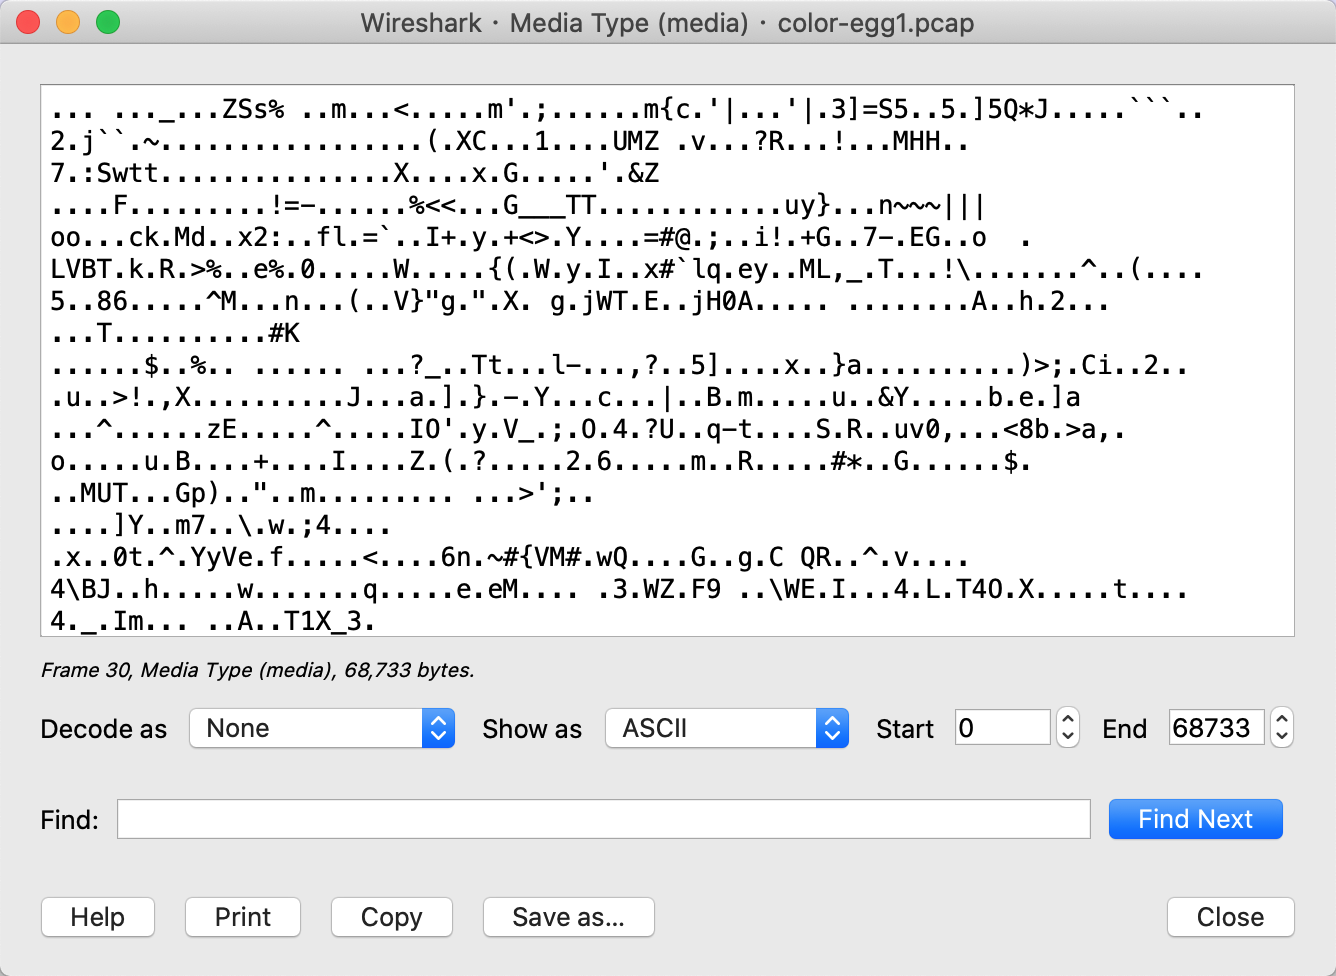 Wireshark · Media Type (media) · color-egg1.pcap
... ..._...ZSs% ..m...<.....m'.;......m{c.'|...'|.3]=S5..5.]5Q*J.....```..
2.j``.~.................(.XC...1....UMZ .v...?R...!...MHH..
7.:Swtt...............X....x.G.....'.&Z
....F.........!=-......%<<...G___TT............uy}...n~~~|||
oo...ck.Md..x2:..fl.=`..I+.y.+<>.Y....=#@.;..i!.+G..7-.EG..o  .
LVBT.k.R.>%..e%.0.....W.....{(.W.y.I..x#`lq.ey..ML,_.T...!\.......^..(....
5..86.....^M...n...(..V}"g.".X. g.jWT.E..jH0A..... ........A..h.2...
...T..........#K
......$..%.. ...... ...?_..Tt...l-...,?..5]....x..}a..........)>;.Ci..2..
.u..>!.,X..........J...a.].}.-.Y...c...|..B.m.....u..&Y.....b.e.]a
...^......zE.....^.....IO'.y.V_.;.O.4.?U..q-t....S.R..uv0,...<8b.>a,.
o.....u.B....+....I....Z.(.?.....2.6.....m..R.....#*..G......$.
..MUT...Gp).."..m......... ...>';..
....]Y..m7..\.w.;4....
.x..0t.^.YyVe.f.....<....6n.~#{VM#.wQ....G..g.C QR..^.v....
4\BJ..h.....w.......q.....e.eM.... .3.WZ.F9 ..\WE.I...4.L.T4O.X.....t....
4._.Im... ..A..T1X_3.
Frame 30, Media Type (media), 68,733 bytes.
Decode as None Show as ASCII Start 0 End 68733
Find: Find Next
Help Print Copy Save as... Close